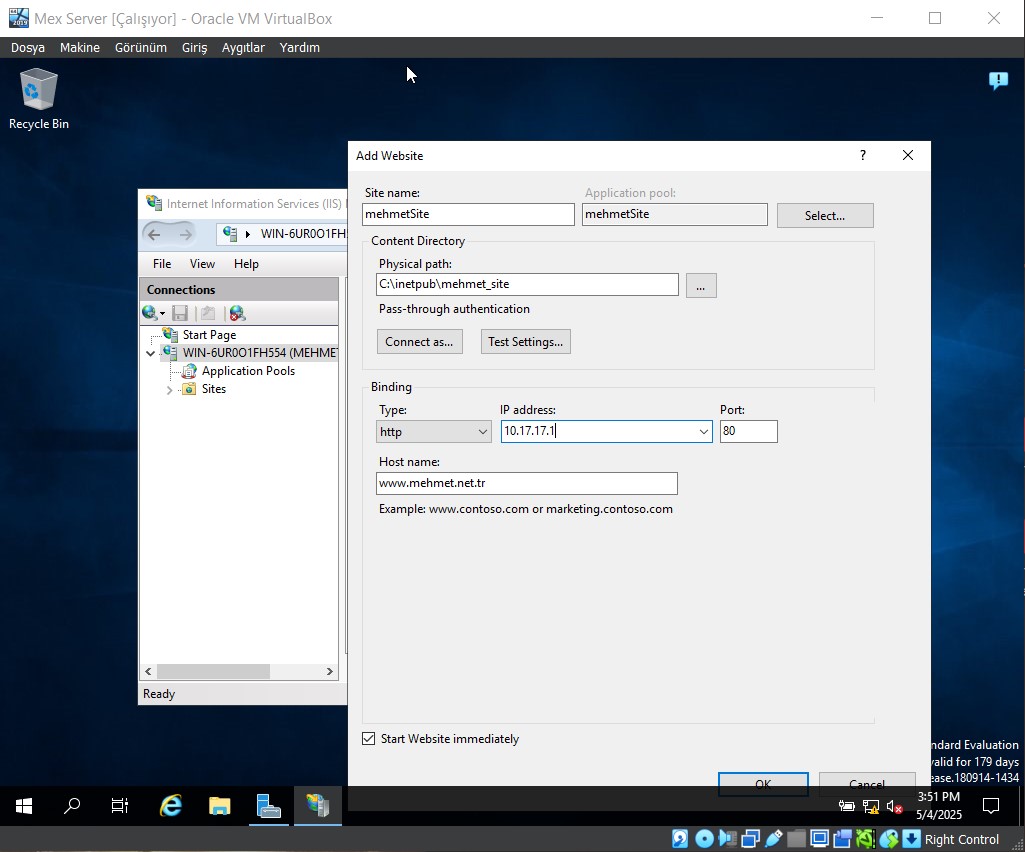 Mex Server [Çalışıyor] - Oracle VM VirtualBox
Dosya Makine Görünüm Giriş Aygıtlar Yardım
Recycle Bin
Add Website
?
Site name:
Application pool:
mehmetSite
mehmetSite
Select...
Content Directory
Physical path:
C:\inetpub\mehmet_site
...
Pass-through authentication
Connect as...
Test Settings...
Binding
Type:
IP address:
Port:
http
10.17.17.1
80
Host name:
www.mehmet.net.tr
Example: www.contoso.com or marketing.contoso.com
Start Website immediately
OK
Cancel
Internet Information Services (IIS)
WIN-6UR0O1FH
File View Help
Connections
Start Page
WIN-6UR0O1FH554 (MEHMET
Application Pools
Sites
Ready
ndard Evaluation
valid for 179 days
ease.180914-1434
3:51 PM
5/4/2025
Right Control